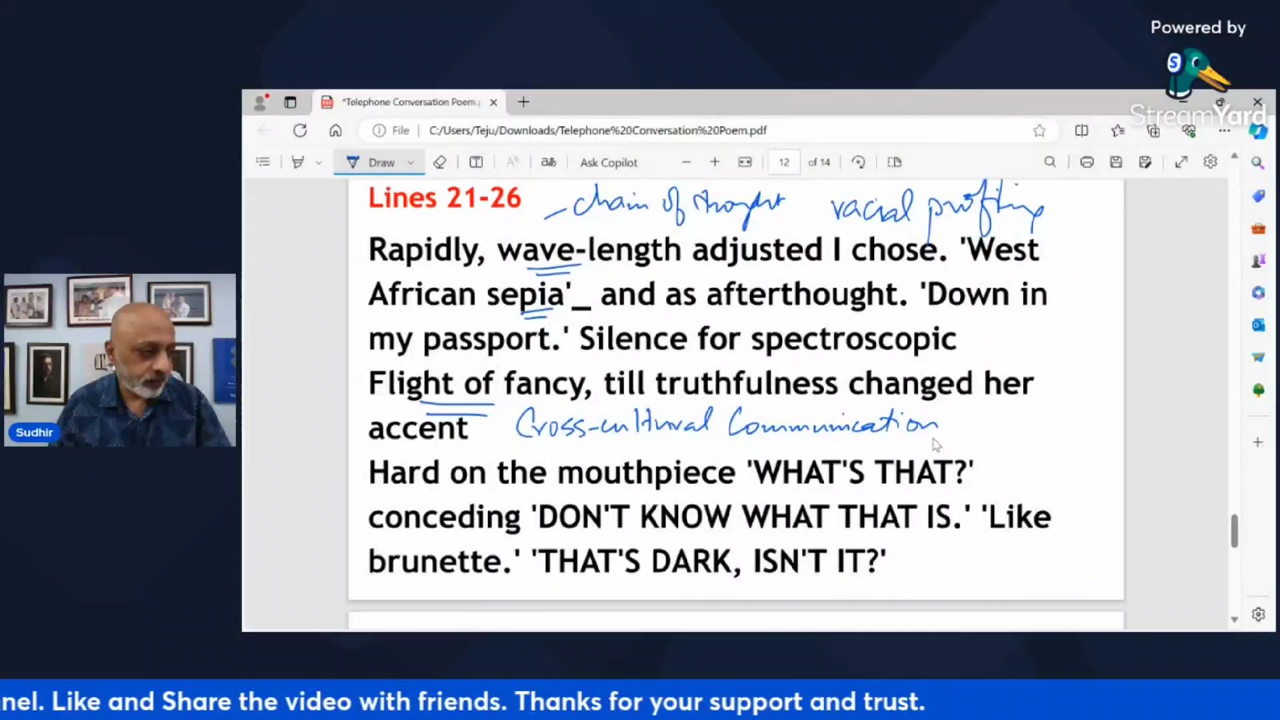 Powered by
S
StreamYard
*Telephone Conversation Poem.p
File C:/Users/Teju/Downloads/Telephone%20Conversation%20Poem.pdf
Draw
Ask Copilot
12 of 14
Lines 21-26 chain of thought racial profiling
Rapidly, wave-length adjusted I chose. 'West
African sepia'_ and as afterthought. 'Down in
my passport.' Silence for spectroscopic
Flight of fancy, till truthfulness changed her
accent Cross-cultural Communication
Hard on the mouthpiece 'WHAT'S THAT?'
conceding 'DON'T KNOW WHAT THAT IS.' 'Like
brunette.' 'THAT'S DARK, ISN'T IT?'
Sudhir
nel. Like and Share the video with friends. Thanks for your support and trust.